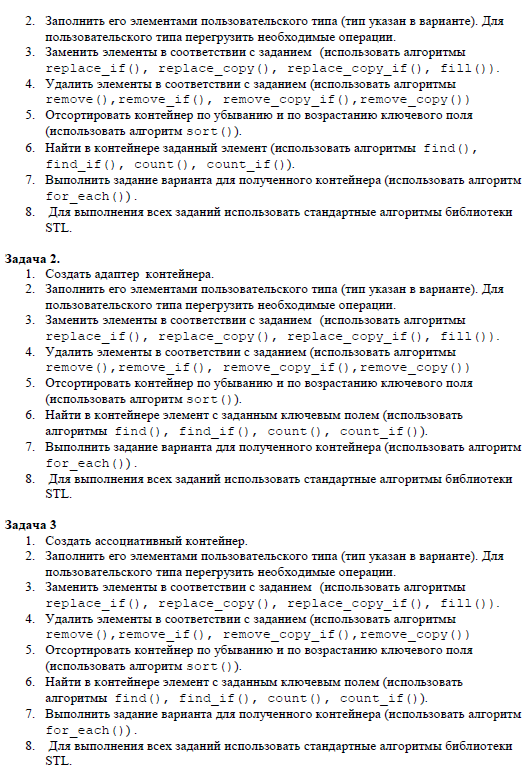 2. Заполнить его элементами пользовательского типа (тип указан в варианте). Для
пользовательского типа перегрузить необходимые операции.
3. Заменить элементы в соответствии с заданием (использовать алгоритмы
replace_if(), replace_copy(), replace_copy_if(), fill()).
4. Удалить элементы в соответствии с заданием (использовать алгоритмы
remove(),remove_if(), remove_copy_if(),remove_copy())
5. Отсортировать контейнер по убыванию и по возрастанию ключевого поля
(использовать алгоритм sort()).
6. Найти в контейнере заданный элемент (использовать алгоритмы find(),
find_if(), count(), count_if()).
7. Выполнить задание варианта для полученного контейнера (использовать алгоритм
for_each()).
8. Для выполнения всех заданий использовать стандартные алгоритмы библиотеки
STL.
Задача 2.
1. Создать адаптер контейнера.
2. Заполнить его элементами пользовательского типа (тип указан в варианте). Для
пользовательского типа перегрузить необходимые операции.
3. Заменить элементы в соответствии с заданием (использовать алгоритмы
replace_if(), replace_copy(), replace_copy_if(), fill()).
4. Удалить элементы в соответствии с заданием (использовать алгоритмы
remove(),remove_if(), remove_copy_if(),remove_copy())
5. Отсортировать контейнер по убыванию и по возрастанию ключевого поля
(использовать алгоритм sort()).
6. Найти в контейнере элемент с заданным ключевым полем (использовать
алгоритмы find(), find_if(), count(), count_if()).
7. Выполнить задание варианта для полученного контейнера (использовать алгоритм
for_each()).
8. Для выполнения всех заданий использовать стандартные алгоритмы библиотеки
STL.
Задача 3
1. Создать ассоциативный контейнер.
2. Заполнить его элементами пользовательского типа (тип указан в варианте). Для
пользовательского типа перегрузить необходимые операции.
3. Заменить элементы в соответствии с заданием (использовать алгоритмы
replace_if(), replace_copy(), replace_copy_if(), fill()).
4. Удалить элементы в соответствии с заданием (использовать алгоритмы
remove(),remove_if(), remove_copy_if(),remove_copy())
5. Отсортировать контейнер по убыванию и по возрастанию ключевого поля
(использовать алгоритм sort()).
6. Найти в контейнере элемент с заданным ключевым полем (использовать
алгоритмы find(), find_if(), count(), count_if()).
7. Выполнить задание варианта для полученного контейнера (использовать алгоритм
for_each()).
8. Для выполнения всех заданий использовать стандартные алгоритмы библиотеки
STL.